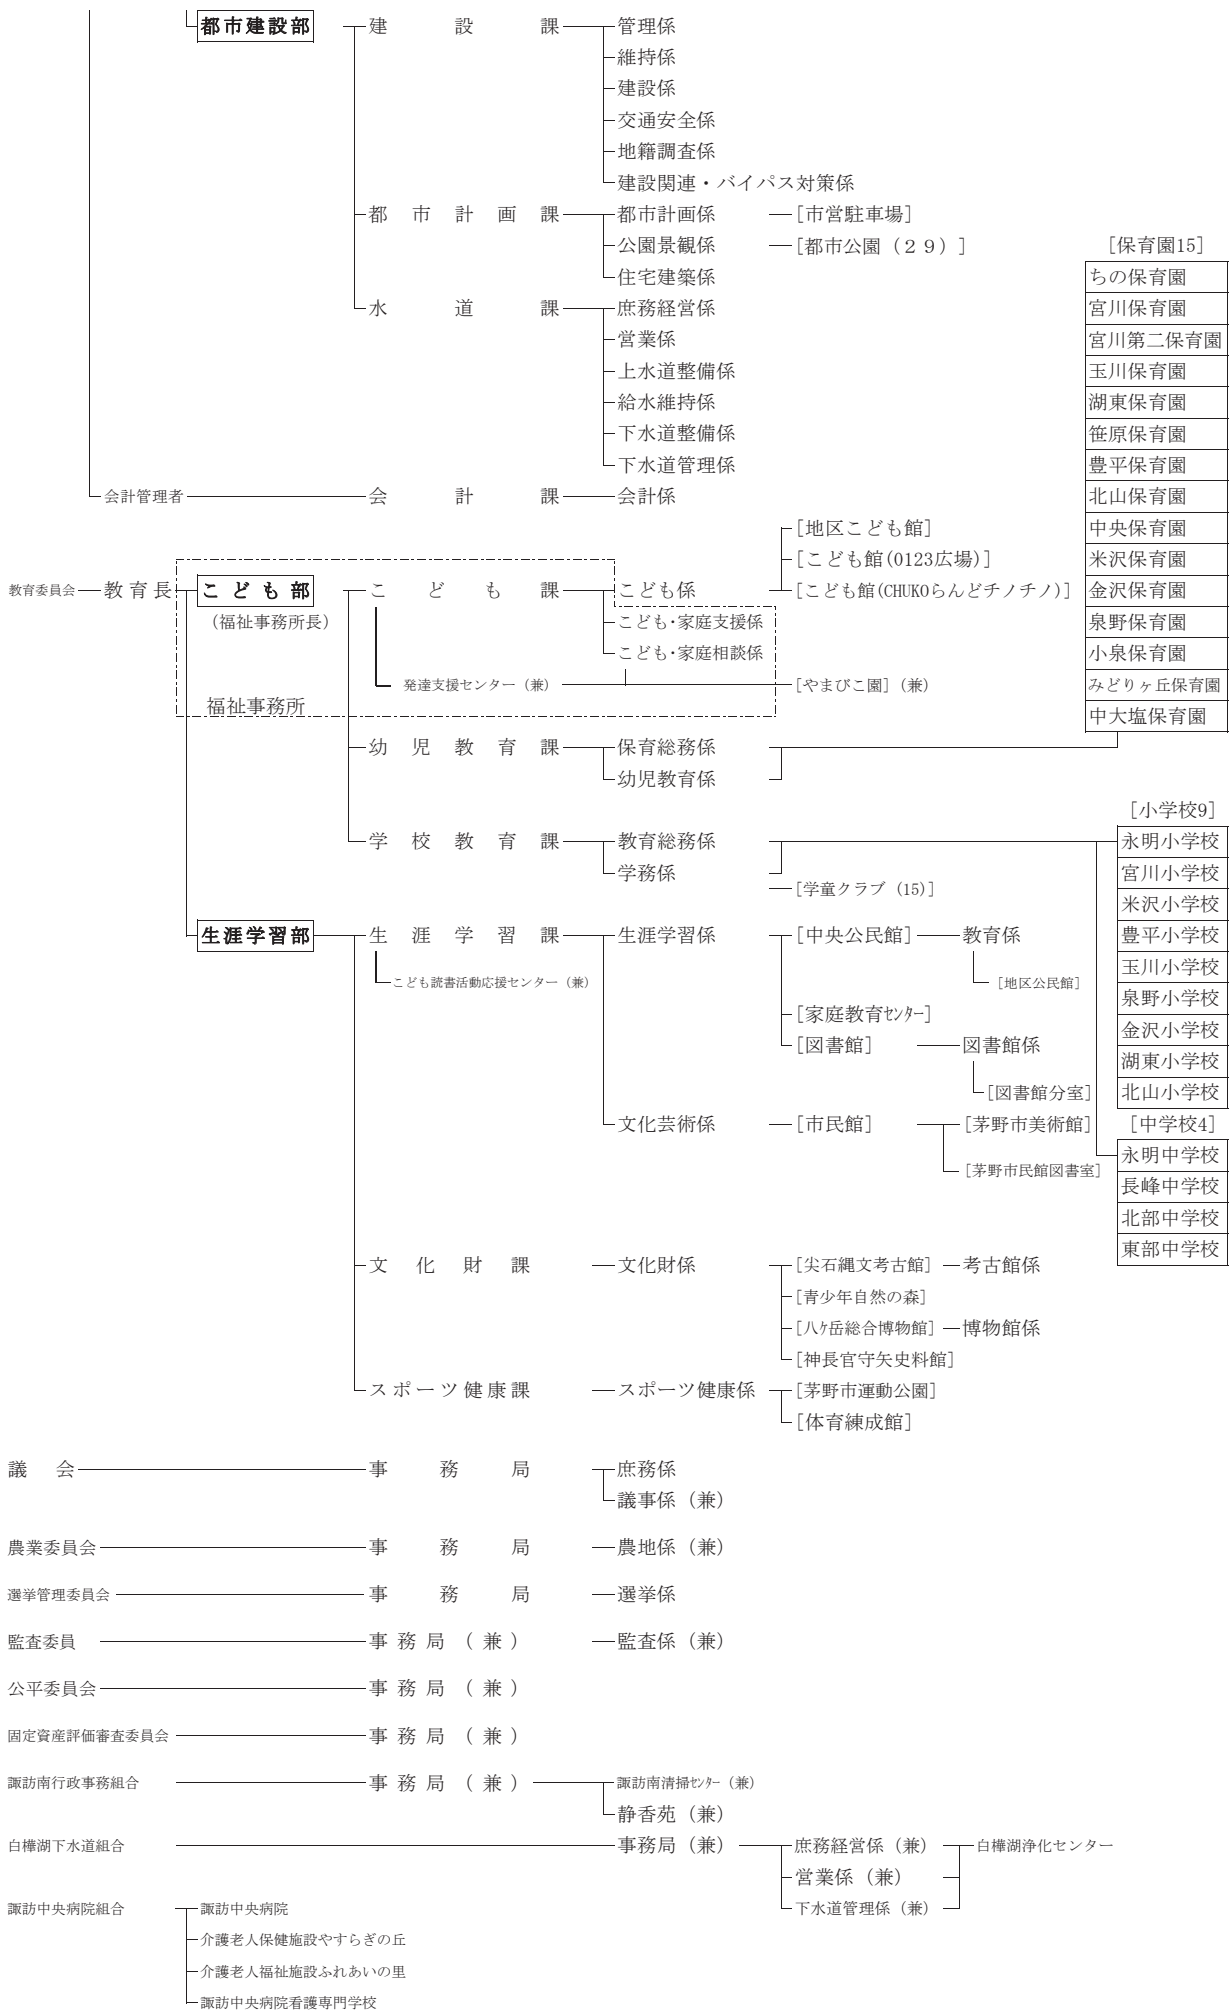 都市建設部 建設課 管理係
維持係
建設係
交通安全係
地籍調査係
建設関連・バイパス対策係
都市計画課 都市計画係 [市営駐車場]
公園景観係 [都市公園（２９）] [保育園15]
住宅建築係 ちの保育園
水道課 庶務経営係 宮川保育園
営業係 宮川第二保育園
上水道整備係 玉川保育園
給水維持係 湖東保育園
下水道整備係 笹原保育園
下水道管理係 豊平保育園
会計管理者 会計課 会計係 北山保育園
[地区こども館] 中央保育園
[こども館(0123広場)] 米沢保育園
教育委員会 教育長 こども部 こども課 こども係 [こども館(CHUKOらんどチノチノ)] 金沢保育園
(福祉事務所長) こども・家庭支援係 泉野保育園
こども・家庭相談係 小泉保育園
発達支援センター（兼） [やまびこ園]（兼） みどりヶ丘保育園
福祉事務所 中大塩保育園
幼児教育課 保育総務係
幼児教育係
[小学校9]
学校教育課 教育総務係 永明小学校
学務係 宮川小学校
[学童クラブ（15）]
米沢小学校
生涯学習部 生涯学習課 生涯学習係 [中央公民館] 教育係 豊平小学校
玉川小学校
こども読書活動応援センター（兼） [地区公民館]
泉野小学校
[家庭教育ｾﾝﾀｰ] 金沢小学校
[図書館] 図書館係 湖東小学校
[図書館分室] 北山小学校
文化芸術係 [市民館] [茅野市美術館] [中学校4]
永明中学校
[茅野市民館図書室]
長峰中学校
北部中学校
東部中学校
文化財課 文化財係 [尖石縄文考古館] 考古館係
[青少年自然の森]
[八ｹ岳総合博物館] 博物館係
[神長官守矢史料館]
スポーツ健康課 スポーツ健康係 [茅野市運動公園]
[体育練成館]
議会 事務局 庶務係
議事係（兼）
農業委員会 事務局 農地係（兼）
選挙管理委員会 事務局 選挙係
監査委員 事務局（兼） 監査係（兼）
公平委員会 事務局（兼）
固定資産評価審査委員会 事務局（兼）
諏訪南行政事務組合 事務局（兼） 諏訪南清掃ｾﾝﾀｰ（兼）
静香苑（兼）
白樺湖下水道組合 事務局（兼） 庶務経営係（兼） 白樺湖浄化センター
営業係（兼）
諏訪中央病院組合 諏訪中央病院 下水道管理係（兼）
介護老人保健施設やすらぎの丘
介護老人福祉施設ふれあいの里
諏訪中央病院看護専門学校